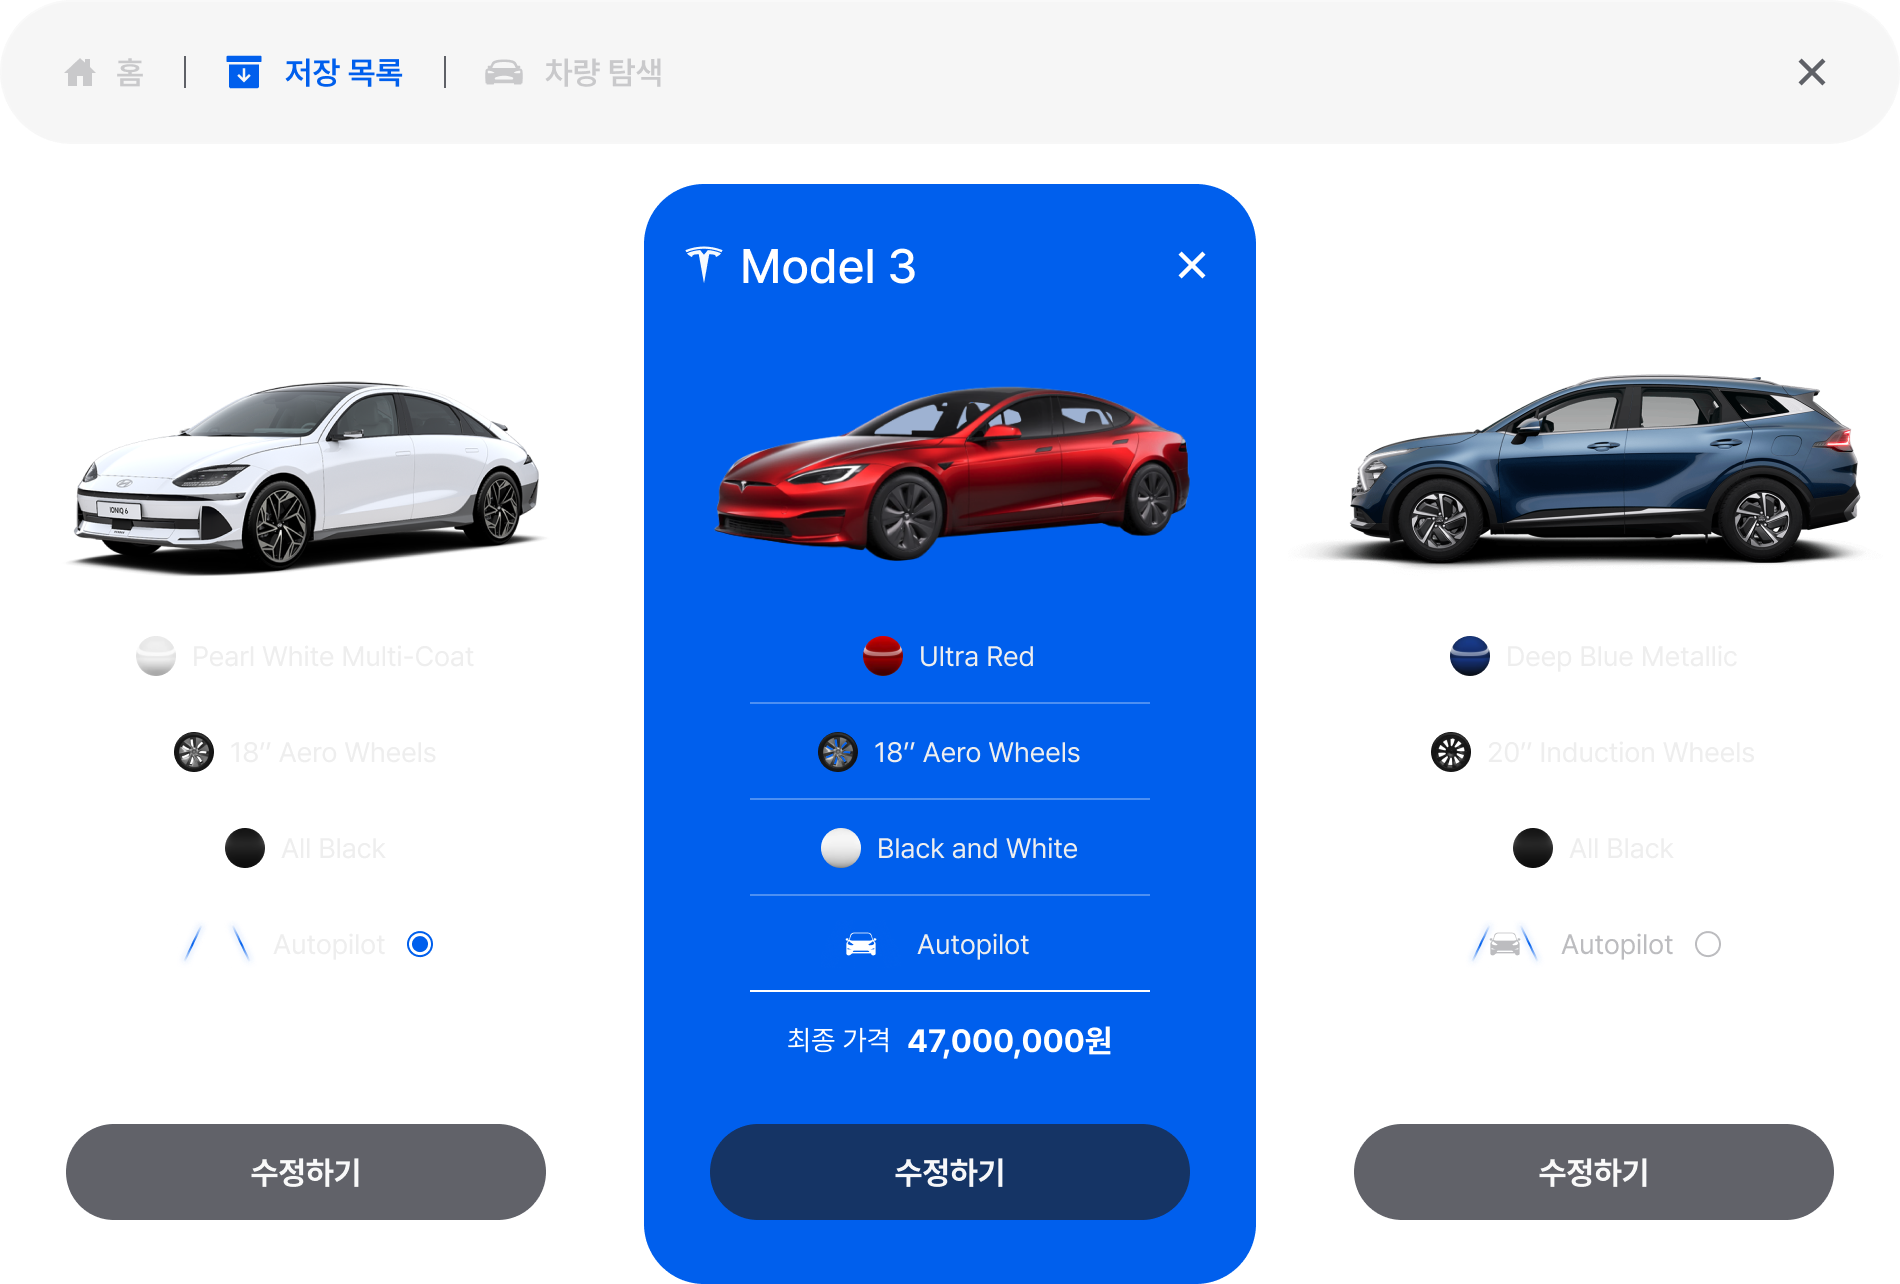 홈
저장 목록
차량 탐색
Model 3
IONIQ 6
Pearl White Multi-Coat
18″ Aero Wheels
All Black
Autopilot
수정하기
Ultra Red
18″ Aero Wheels
Black and White
Autopilot
최종 가격 47,000,000원
수정하기
Deep Blue Metallic
20″ Induction Wheels
All Black
Autopilot
수정하기